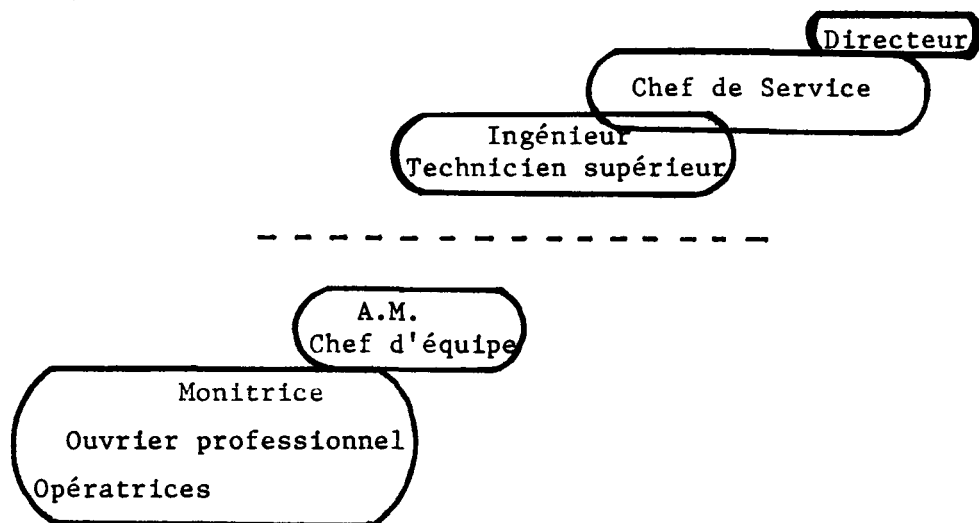 Directeur
Chef de Service
Ingénieur
Technicien supérieur
A.M.
Chef d'équipe
Monitrice
Ouvrier professionnel
Opératrices